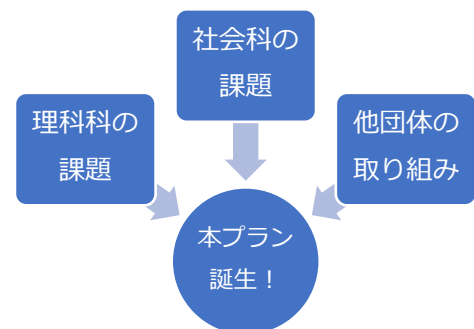 社会科の
課題
理科科の
課題
他団体の
取り組み
本プラン
誕生！